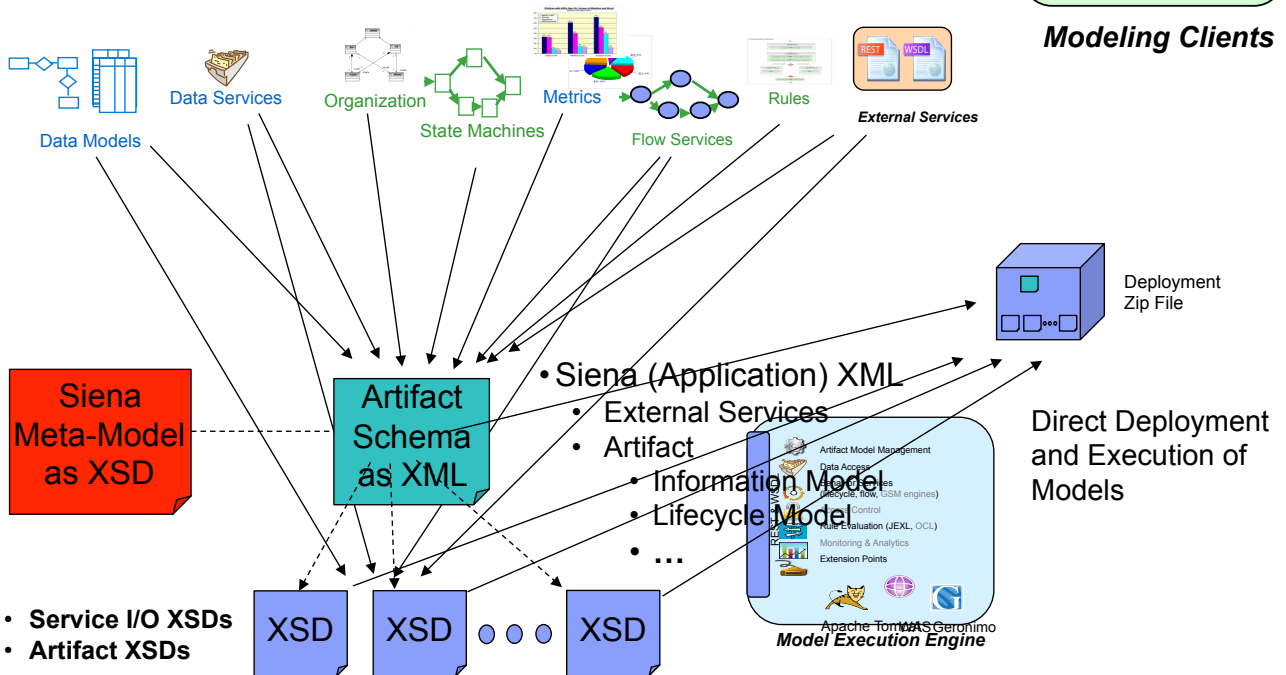 Modeling Clients
REST
WSDL
Data Services
Organization
Metrics
Rules
External Services
State Machines
Data Models
Flow Services
Deployment
Zip File
Siena
Meta-Model
as XSD
Artifact
Schema
as XML
• Siena (Application) XML
• External Services
• Artifact
• Information Model
• Lifecycle Model
• ...
Direct Deployment
and Execution of
Models
Artifact Model Management
Data Access
Behavior Services
(lifecycle, flow, GSM engines)
Access Control
Rule Evaluation (JEXL, OCL)
Monitoring & Analytics
Extension Points
Apache Tomcat
WAS
Geronimo
Model Execution Engine
• Service I/O XSDs
• Artifact XSDs
XSD
XSD
XSD